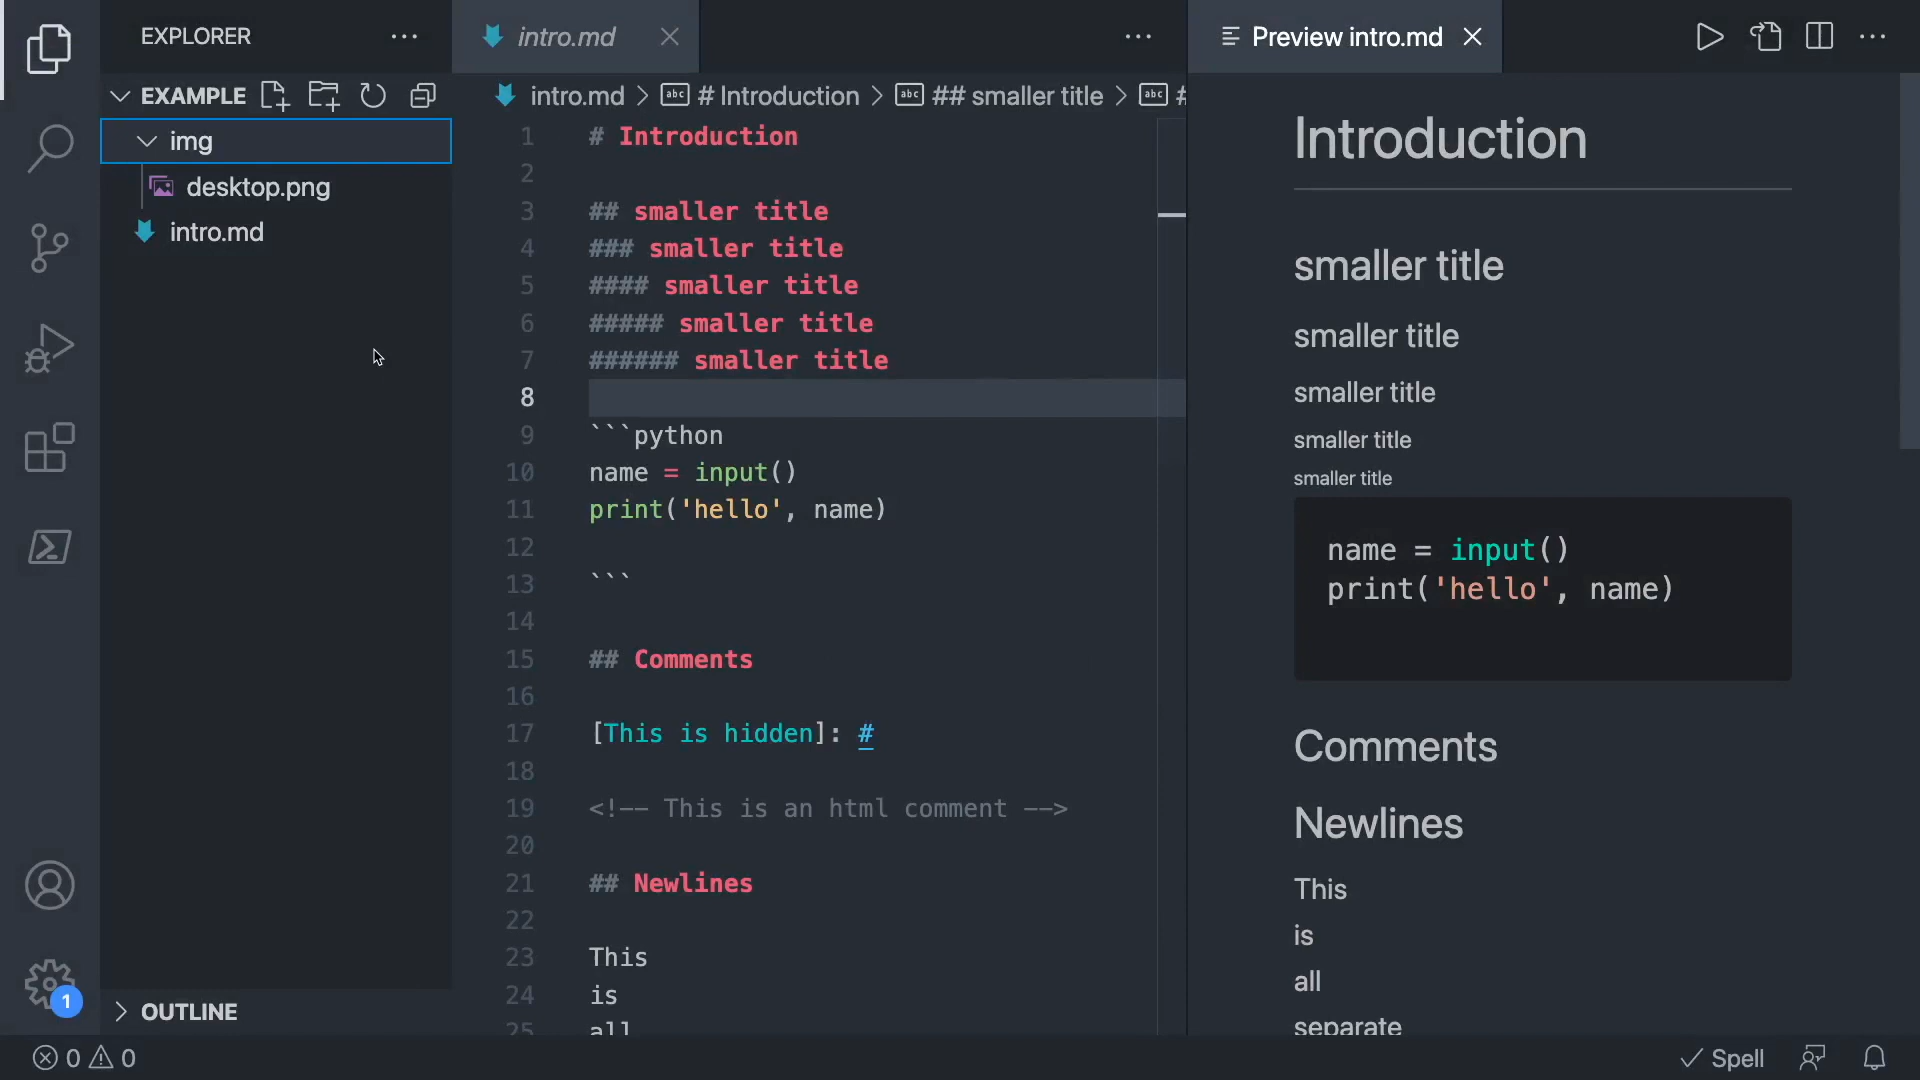 EXPLORER
EXAMPLE
img
desktop.png
intro.md
OUTLINE
1
intro.md
intro.md > # Introduction > ## smaller title > #
1 # Introduction
2
3 ## smaller title
4 ### smaller title
5 #### smaller title
6 ##### smaller title
7 ###### smaller title
8
9 ```python
10 name = input()
11 print('hello', name)
12
13 ```
14
15 ## Comments
16
17 [This is hidden]: #
18
19 <!-- This is an html comment -->
20
21 ## Newlines
22
23 This
24 is
25 all
Preview intro.md
Introduction
smaller title
smaller title
smaller title
smaller title
smaller title
name = input()
print('hello', name)
Comments
Newlines
This
is
all
separate
0 0
Spell